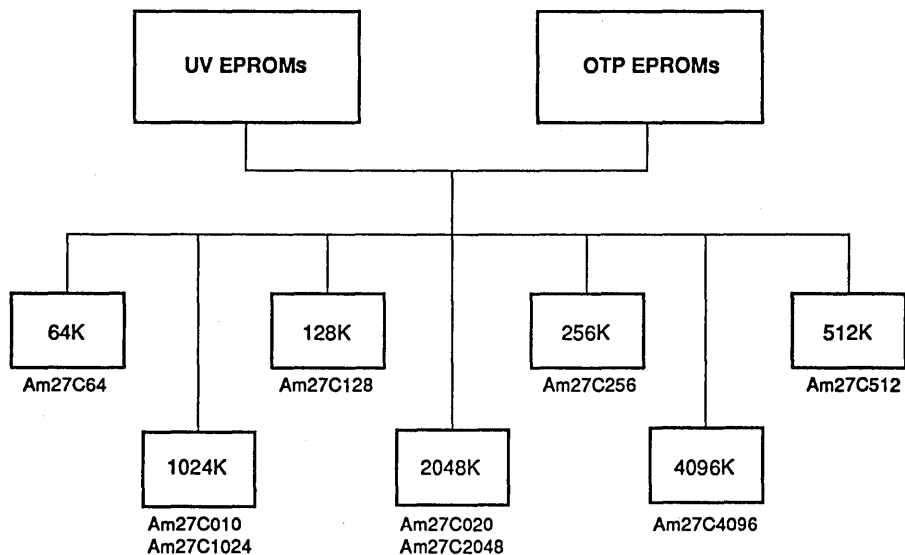 UV EPROMs
OTP EPROMs
64K
Am27C64
128K
Am27C128
256K
Am27C256
512K
Am27C512
1024K
Am27C010
Am27C1024
2048K
Am27C020
Am27C2048
4096K
Am27C4096